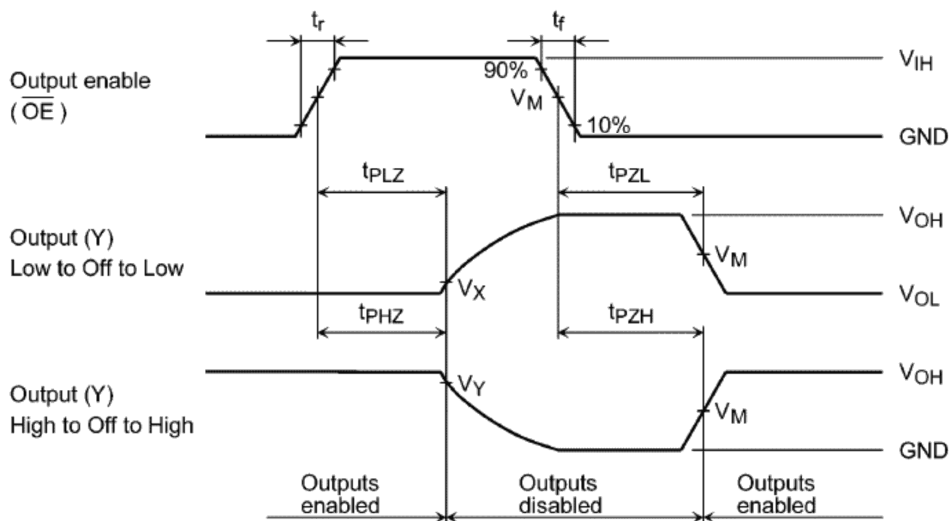 tr
tf
VIH
90%
Output enable
( OE )
VM
10%
GND
tPLZ
tPZL
VOH
Output (Y)
Low to Off to Low
VM
VX
VOL
tPHZ
tPZH
VOH
Output (Y)
High to Off to High
VY
VM
GND
Outputs
enabled
Outputs
disabled
Outputs
enabled